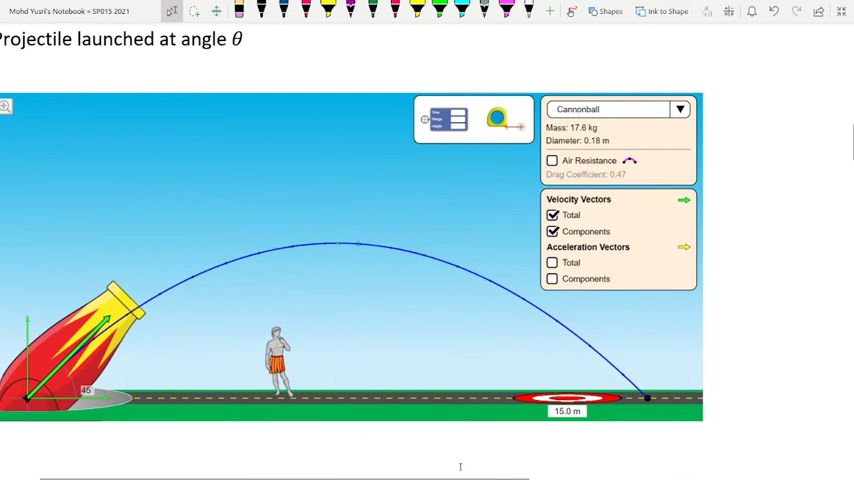 Mohd Yusri's Notebook » SP015 2021
Shapes
Ink to Shape
Projectile launched at angle θ
Cannonball
Mass: 17.6 kg
Diameter: 0.18 m
Air Resistance
Drag Coefficient: 0.47
Velocity Vectors
Total
Components
Acceleration Vectors
Total
Components
45°
15.0 m